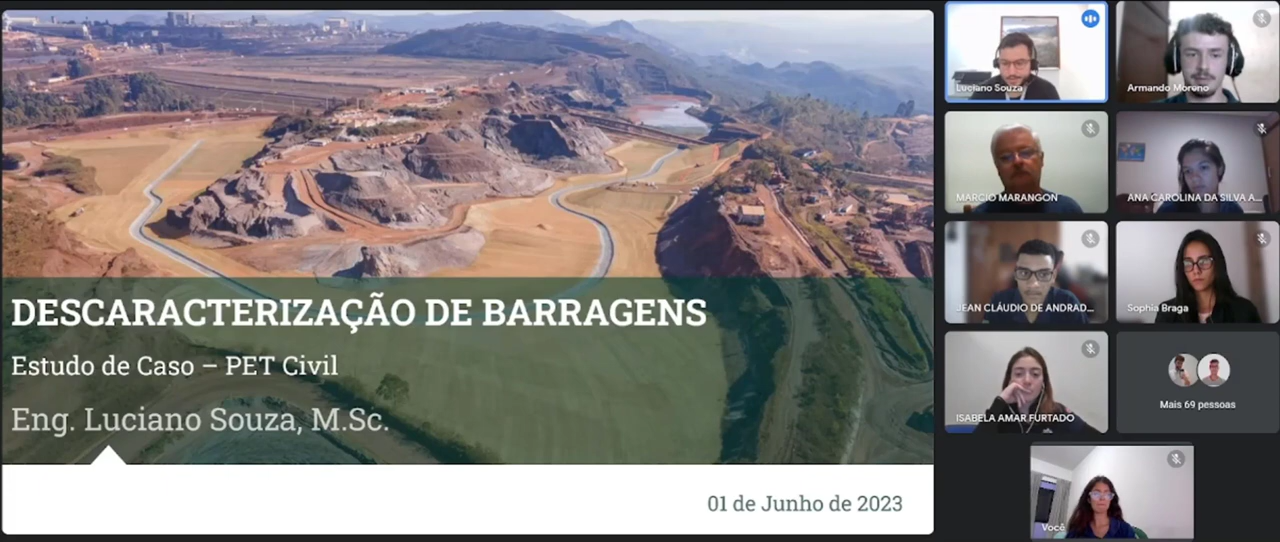 DESCARACTERIZAÇÃO DE BARRAGENS
Estudo de Caso – PET Civil
Eng. Luciano Souza, M.Sc.
01 de Junho de 2023
Luciano Souza
Armando Moreno
MARCIO MARANGON
ANA CAROLINA DA SILVA A...
JEAN CLÁUDIO DE ANDRAD...
Sophia Braga
ISABELA AMAR FURTADO
Mais 69 pessoas
Você